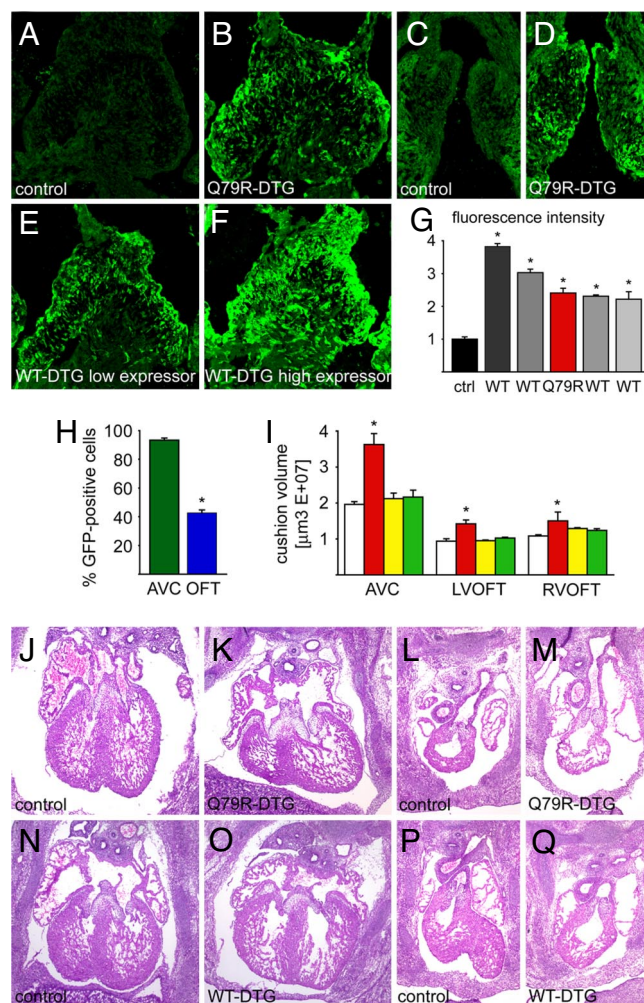 A B C D
control Q79R-DTG control Q79R-DTG
E F
WT-DTG low expressor WT-DTG high expressor
G fluorescence intensity
4
3
2
1
* * * * *
ctrl WT WT Q79R WT WT
H
% GFP-positive cells
100
80
60
40
20
*
AVC OFT
I
cushion volume
[µm3 E+07]
4
2
1
* * *
AVC LVOFT RVOFT
J K L M
control Q79R-DTG control Q79R-DTG
N O P Q
control WT-DTG control WT-DTG